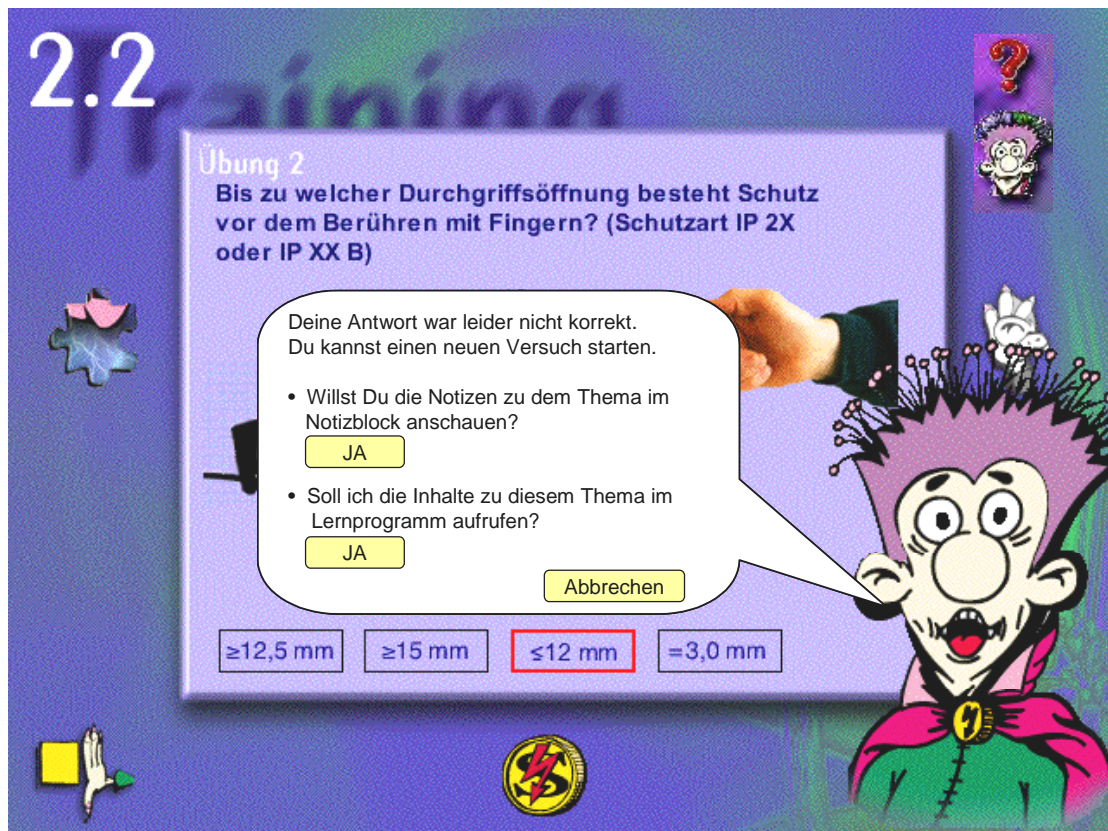 2.2
Training
Übung 2
Bis zu welcher Durchgriffsöffnung besteht Schutz
vor dem Berühren mit Fingern? (Schutzart IP 2X
oder IP XX B)
Deine Antwort war leider nicht korrekt.
Du kannst einen neuen Versuch starten.
• Willst Du die Notizen zu dem Thema im
Notizblock anschauen?
JA
• Soll ich die Inhalte zu diesem Thema im
Lernprogramm aufrufen?
JA
Abbrechen
≥12,5 mm ≥15 mm ≤12 mm =3,0 mm